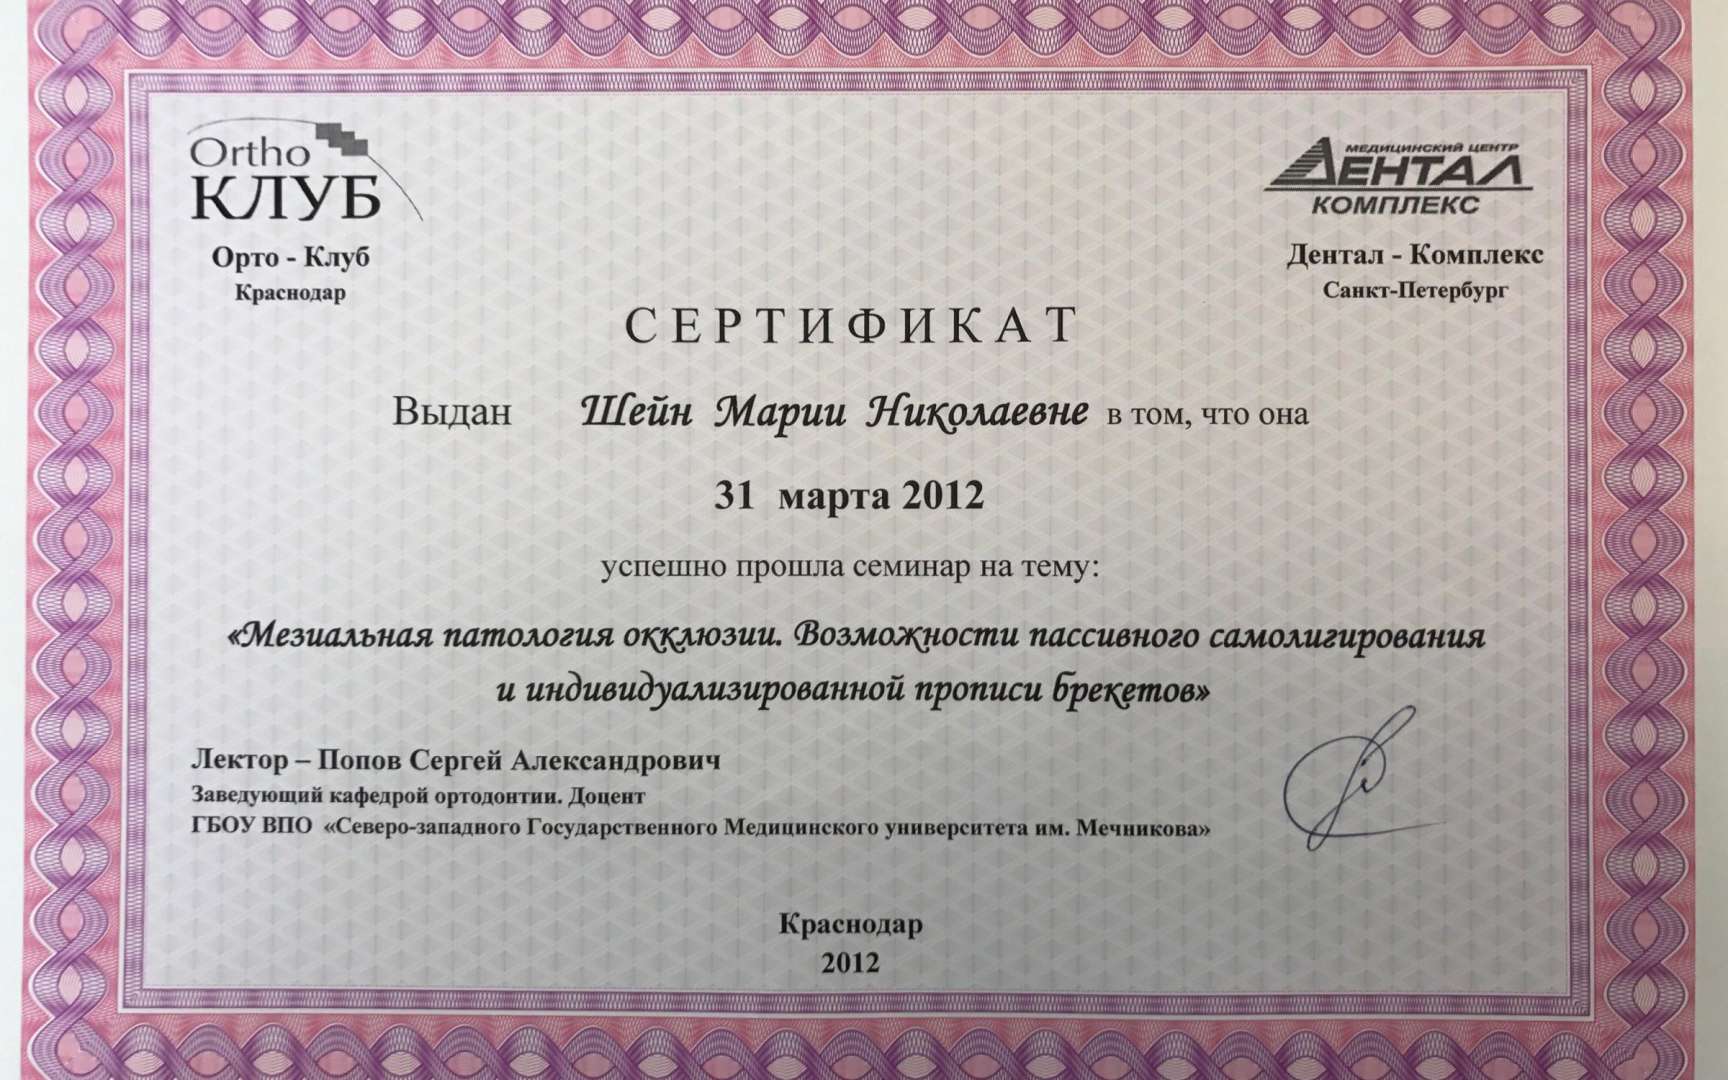 Ortho
КЛУБ
Орто - Клуб
Краснодар
МЕДИЦИНСКИЙ ЦЕНТР
ДЕНТАЛ
КОМПЛЕКС
Дентал - Комплекс
Санкт-Петербург
СЕРТИФИКАТ
Выдан Шейн Марии Николаевне в том, что она
31 марта 2012
успешно прошла семинар на тему:
«Мезиальная патология окклюзии. Возможности пассивного самолигирования
и индивидуализированной прописи брекетов»
Лектор – Попов Сергей Александрович
Заведующий кафедрой ортодонтии. Доцент
ГБОУ ВПО «Северо-западного Государственного Медицинского университета им. Мечникова»
Краснодар
2012